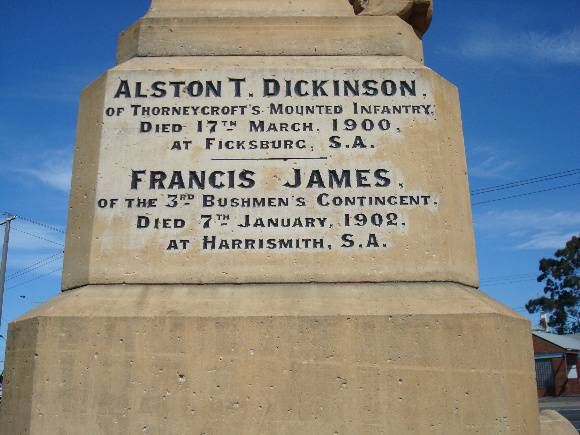 ALSTON T. DICKINSON.
OF THORNEYCROFT'S MOUNTED INFANTRY.
DIED 17TH MARCH, 1900,
AT FICKSBURG, S.A.
FRANCIS JAMES,
OF THE 3RD BUSHMEN'S CONTINGENT.
DIED 7TH JANUARY, 1902.
AT HARRISMITH, S.A.